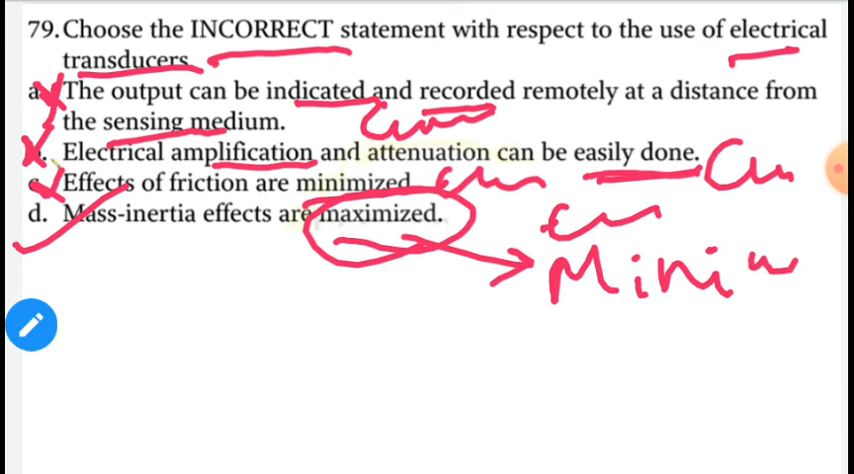 79. Choose the INCORRECT statement with respect to the use of electrical
transducers.
a. The output can be indicated and recorded remotely at a distance from
the sensing medium.
Electrical amplification and attenuation can be easily done.
c. Effects of friction are minimized
d. Mass-inertia effects are maximized.
Minim